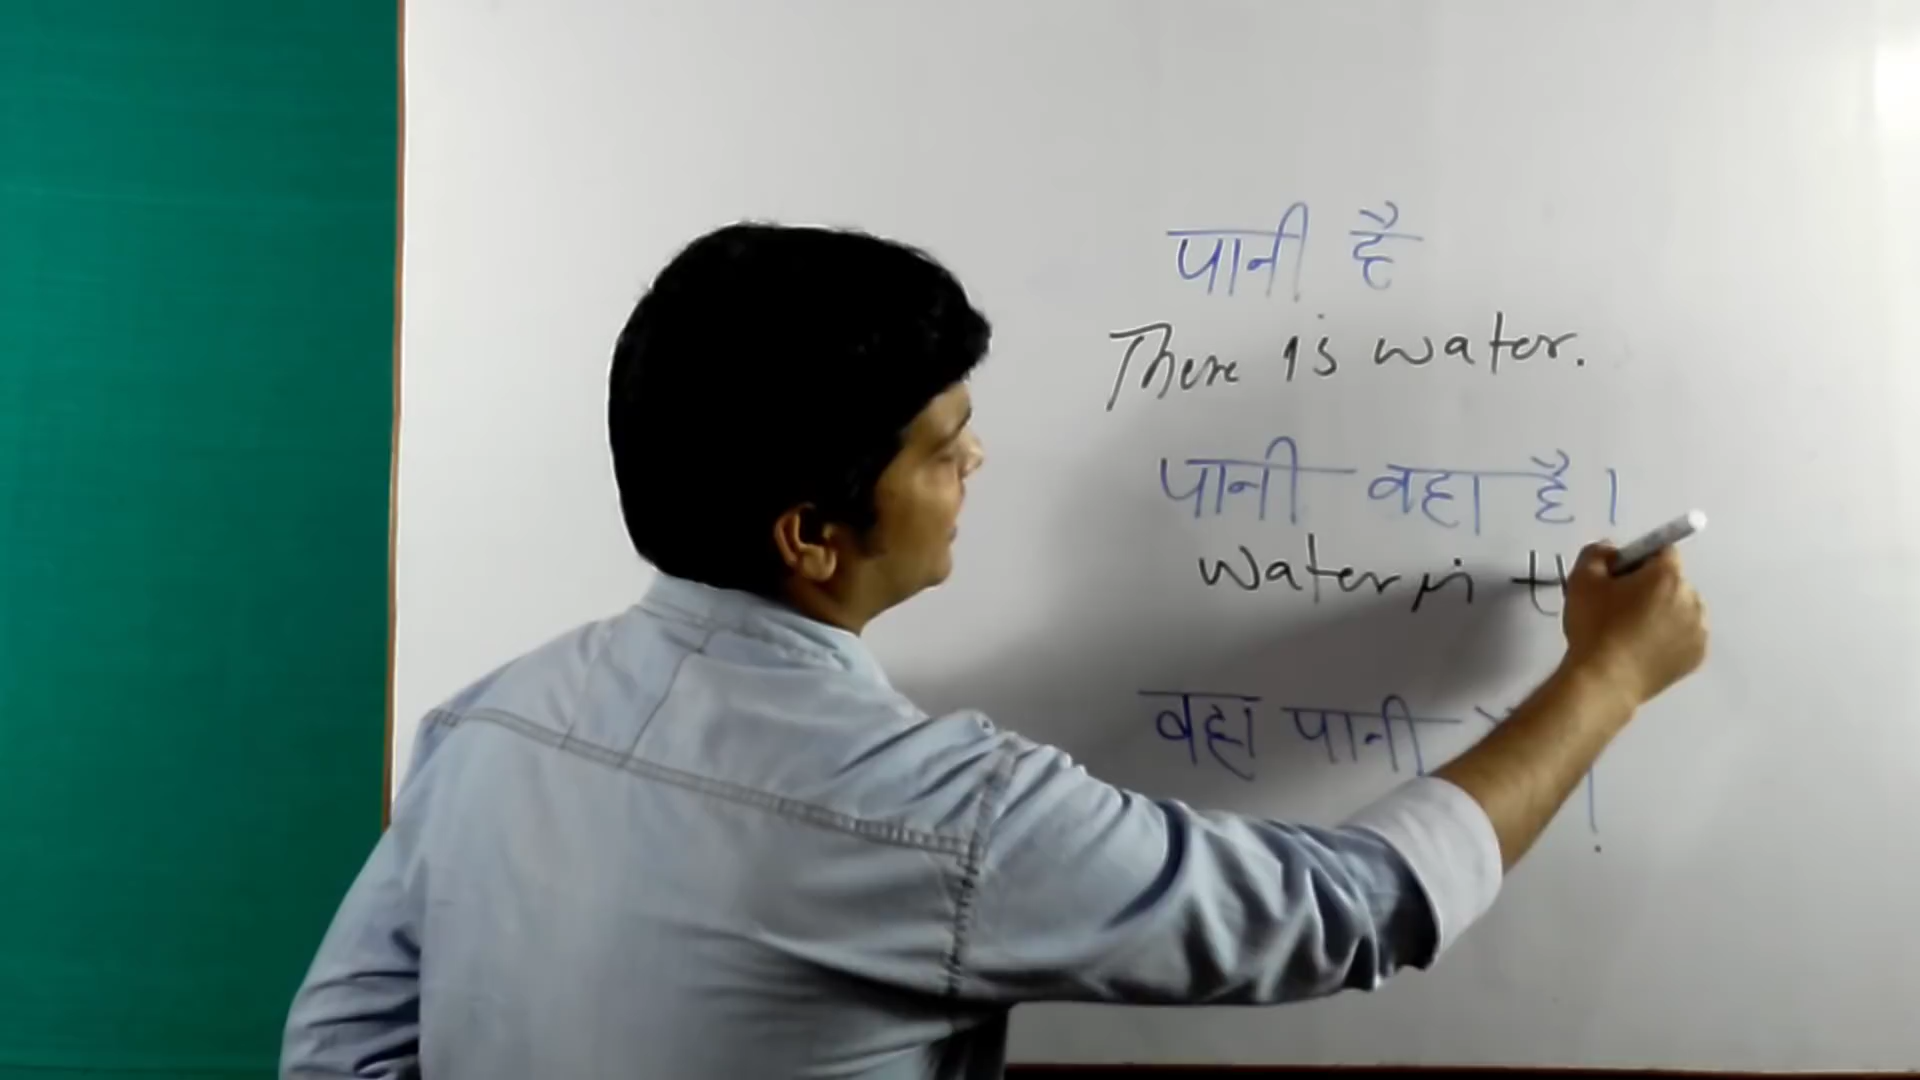 पानी है
There is water.
पानी वहा है।
Water is
वहा पानी